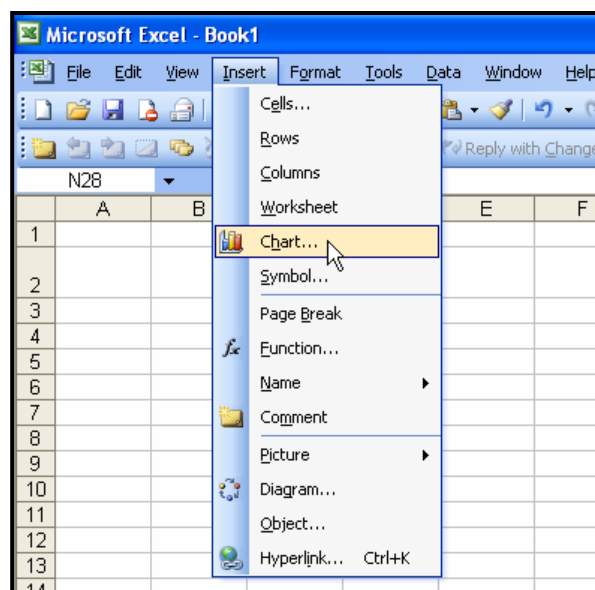 Microsoft Excel - Book1
File Edit View Insert Format Tools Data Window Help
Cells...
Rows
Reply with Change
Columns
N28
Worksheet
A B E F
1
Chart...
Symbol...
2
3
Page Break
4
Function...
5
6
Name
7
Comment
8
9
Picture
10
Diagram...
11
Object...
12
13
Hyperlink... Ctrl+K
14